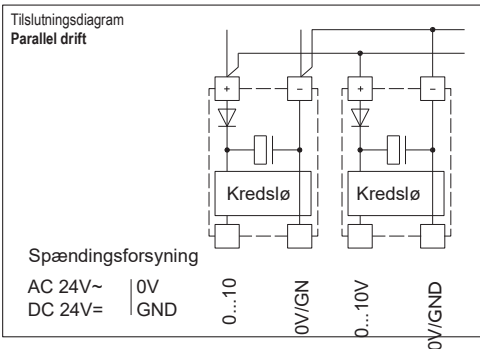 Tilslutningsdiagram
Parallel drift
+ − + −
Kredslø Kredslø
Spændingsforsyning
AC 24V~ 0V
DC 24V= GND
0...10
0V/GN
0...10V
0V/GND